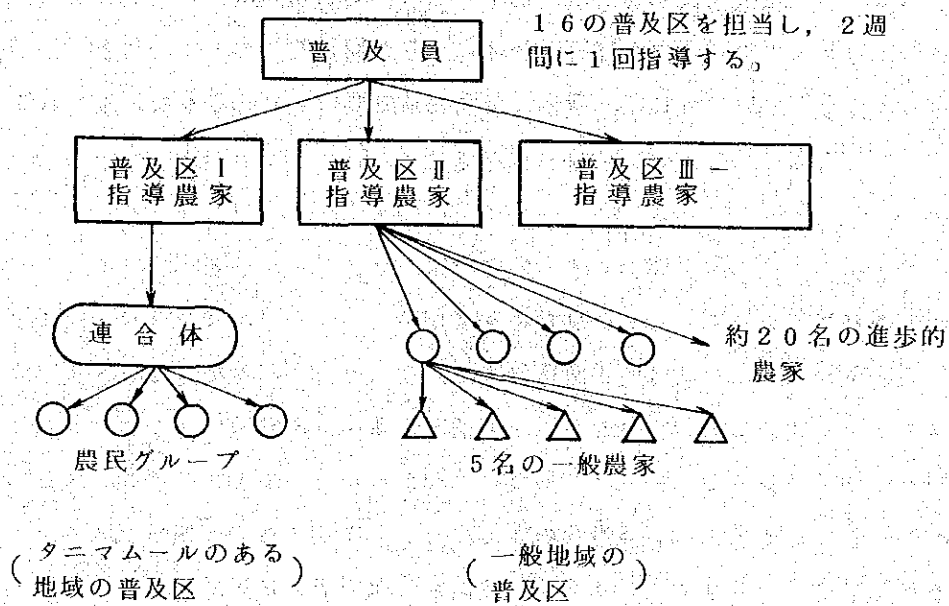 普及員
16の普及区を担当し,2週
間に1回指導する。
普及区Ⅰ
指導農家
普及区Ⅱ
指導農家
普及区Ⅲ-
指導農家
連合体
約20名の進歩的
農家
農民グループ
5名の一般農家
(タニマムールのある
地域の普及区)
(一般地域の
普及区)